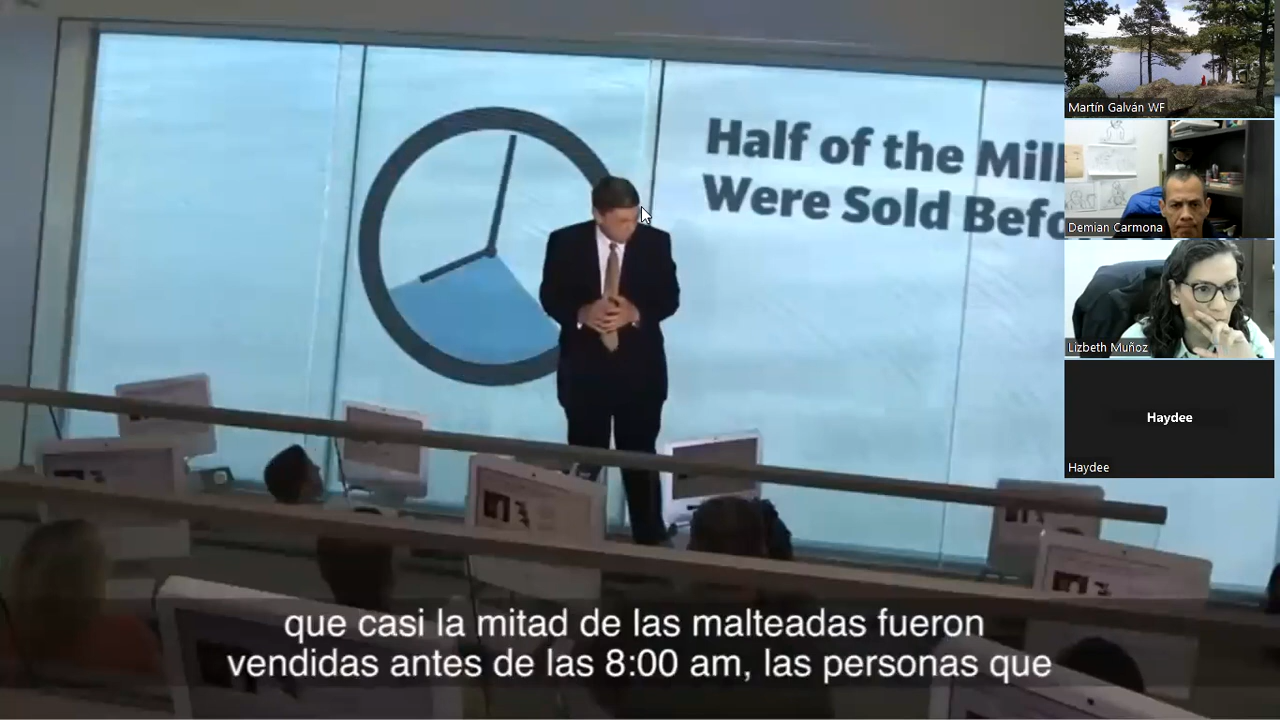 Half of the Mil
Were Sold Befo
Martín Galván WF
Demian Carmona
Lizbeth Muñoz
Haydee
Haydee
que casi la mitad de las malteadas fueron
vendidas antes de las 8:00 am, las personas que